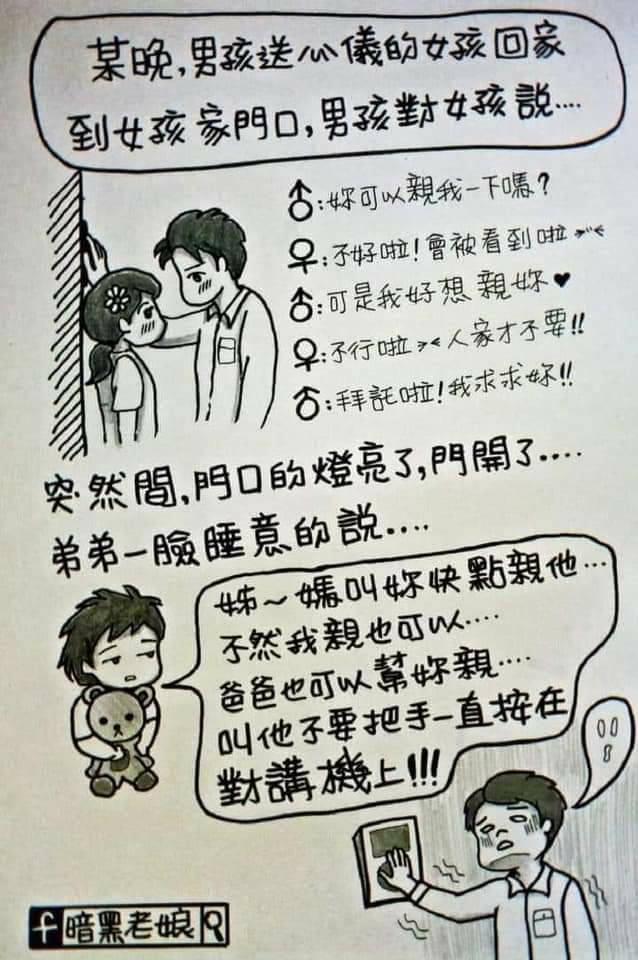 某晚,男孩送心儀的女孩回家
到女孩家門口,男孩對女孩說....
♂:妳可以親我一下嗎?
♀:不好啦!會被看到啦><
♂:可是我好想親妳♥
♀:不行啦><人家才不要!!
♂:拜託啦!我求求妳!!
突然間,門口的燈亮了,門開了....
弟弟一臉睡意的說....
姊~媽叫妳快點親他...
不然我親也可以....
爸爸也可以幫妳親....
叫他不要把手一直按在
對講機上!!!
!!!
f 暗黑老娘